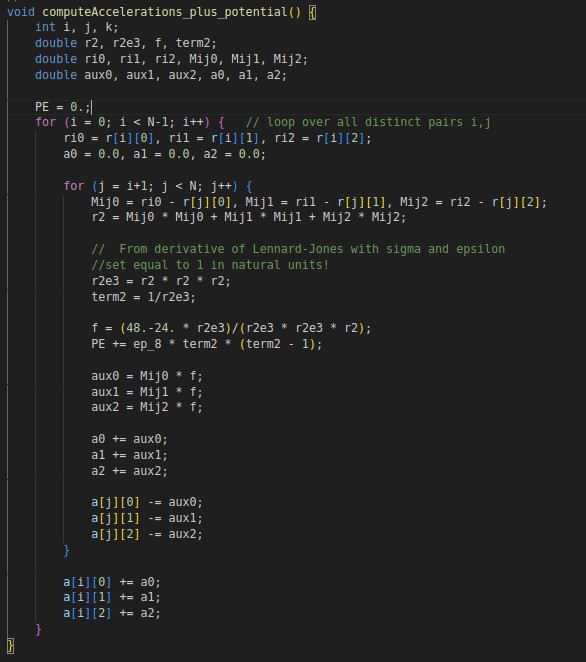 void computeAccelerations_plus_potential() {
    int i, j, k;
    double r2, r2e3, f, term2;
    double ri0, ri1, ri2, Mij0, Mij1, Mij2;
    double aux0, aux1, aux2, a0, a1, a2;

    PE = 0.;
    for (i = 0; i < N-1; i++) {   // loop over all distinct pairs i,j
        ri0 = r[i][0], ri1 = r[i][1], ri2 = r[i][2];
        a0 = 0.0, a1 = 0.0, a2 = 0.0;

        for (j = i+1; j < N; j++) {
            Mij0 = ri0 - r[j][0], Mij1 = ri1 - r[j][1], Mij2 = ri2 - r[j][2];
            r2 = Mij0 * Mij0 + Mij1 * Mij1 + Mij2 * Mij2;

            //  From derivative of Lennard-Jones with sigma and epsilon
            //set equal to 1 in natural units!
            r2e3 = r2 * r2 * r2;
            term2 = 1/r2e3;

            f = (48.-24. * r2e3)/(r2e3 * r2e3 * r2);
            PE += ep_8 * term2 * (term2 - 1);

            aux0 = Mij0 * f;
            aux1 = Mij1 * f;
            aux2 = Mij2 * f;

            a0 += aux0;
            a1 += aux1;
            a2 += aux2;

            a[j][0] -= aux0;
            a[j][1] -= aux1;
            a[j][2] -= aux2;
        }

        a[i][0] += a0;
        a[i][1] += a1;
        a[i][2] += a2;
    }
}